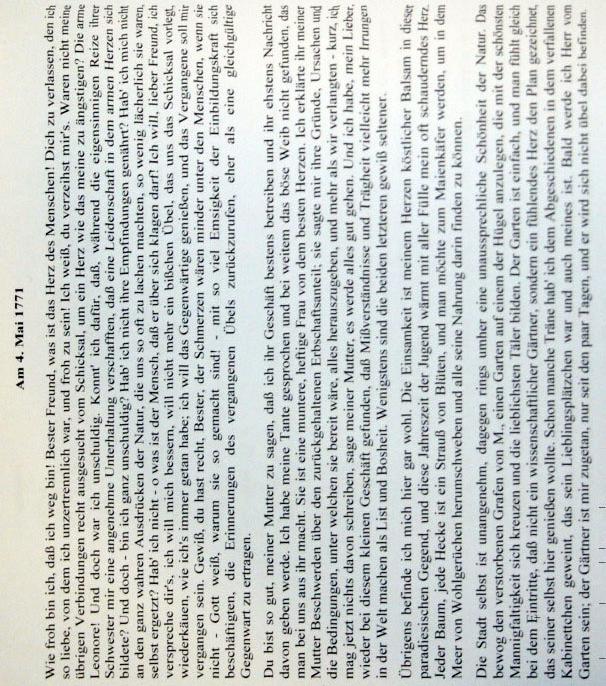 Am 4. Mai 1771
Wie froh bin ich, daß ich weg bin! Bester Freund, was ist das Herz des Menschen! Dich zu verlassen, den ich
so liebe, von dem ich unzertrennlich war, und froh zu sein! Ich weiß, du verzeihst mir's. Waren nicht meine
übrigen Verbindungen recht ausgesucht vom Schicksal, um ein Herz wie das meine zu ängstigen? Die arme
Leonore! Und doch war ich unschuldig. Konnt' ich dafür, daß, während die eigensinnigen Reize ihrer
Schwester mir eine angenehme Unterhaltung verschafften, daß eine Leidenschaft in dem armen Herzen sich
bildete? Und doch - bin ich ganz unschuldig? Hab' ich nicht ihre Empfindungen genährt? Hab' ich mich nicht
an den ganz wahren Ausdrücken der Natur, die uns so oft zu lachen machten, so wenig lächerlich sie waren,
selbst ergetzt? Hab' ich nicht - o was ist der Mensch, daß er über sich klagen darf! Ich will, lieber Freund, ich
verspreche dir's, ich will mich bessern, will nicht mehr ein bißchen Übel, das uns das Schicksal vorlegt,
wiederkäuen, wie ich's immer getan habe; ich will das Gegenwärtige genießen, und das Vergangene soll mir
vergangen sein. Gewiß, du hast recht, Bester, der Schmerzen wären minder unter den Menschen, wenn sie
nicht - Gott weiß, warum sie so gemacht sind! - mit so viel Emsigkeit der Einbildungskraft sich
beschäftigten, die Erinnerungen des vergangenen Übels zurückzurufen, eher als eine gleichgültige
Gegenwart zu ertragen.
Du bist so gut, meiner Mutter zu sagen, daß ich ihr Geschäft bestens betreiben und ihr ehstens Nachricht
davon geben werde. Ich habe meine Tante gesprochen und bei weitem das böse Weib nicht gefunden, das
man bei uns aus ihr macht. Sie ist eine muntere, heftige Frau von dem besten Herzen. Ich erklärte ihr meiner
Mutter Beschwerden über den zurückgehaltenen Erbschaftsanteil; sie sagte mir ihre Gründe, Ursachen und
die Bedingungen, unter welchen sie bereit wäre, alles herauszugeben, und mehr als wir verlangten - kurz, ich
mag jetzt nichts davon schreiben, sage meiner Mutter, es werde alles gut gehen. Und ich habe, mein Lieber,
wieder bei diesem kleinen Geschäft gefunden, daß Mißverständnisse und Trägheit vielleicht mehr Irrungen
in der Welt machen als List und Bosheit. Wenigstens sind die beiden letzteren gewiß seltener.
Übrigens befinde ich mich hier gar wohl. Die Einsamkeit ist meinem Herzen köstlicher Balsam in dieser
paradiesischen Gegend, und diese Jahreszeit der Jugend wärmt mit aller Fülle mein oft schauderndes Herz.
Jeder Baum, jede Hecke ist ein Strauß von Blüten, und man möchte zum Maienkäfer werden, um in dem
Meer von Wohlgerüchen herumschweben und alle seine Nahrung darin finden zu können.
Die Stadt selbst ist unangenehm, dagegen rings umher eine unaussprechliche Schönheit der Natur. Das
bewog den verstorbenen Grafen von M., einen Garten auf einem der Hügel anzulegen, die mit der schönsten
Mannigfaltigkeit sich kreuzen und die lieblichsten Täler bilden. Der Garten ist einfach, und man fühlt gleich
bei dem Eintritte, daß nicht ein wissenschaftlicher Gärtner, sondern ein fühlendes Herz den Plan gezeichnet,
das seiner selbst hier genießen wollte. Schon manche Träne hab' ich dem Abgeschiedenen in dem verfallenen
Kabinettchen geweint, das sein Lieblingsplätzchen war und auch meines ist. Bald werde ich Herr vom
Garten sein; der Gärtner ist mir zugetan, nur seit den paar Tagen, und er wird sich nicht übel dabei befinden.